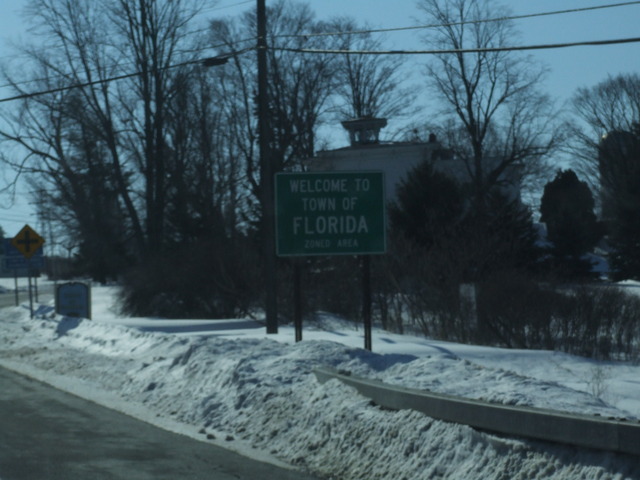 WELCOME TO
TOWN OF
FLORIDA
ZONED AREA